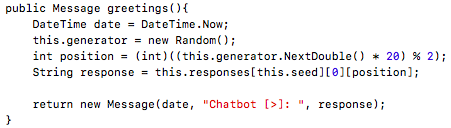 public Message greetings(){
DateTime date = DateTime.Now;
this.generator = new Random();
int position = (int)((this.generator.NextDouble() * 20) % 2);
String response = this.responses[this.seed][0][position];
return new Message(date, "Chatbot [>]: ", response);
}